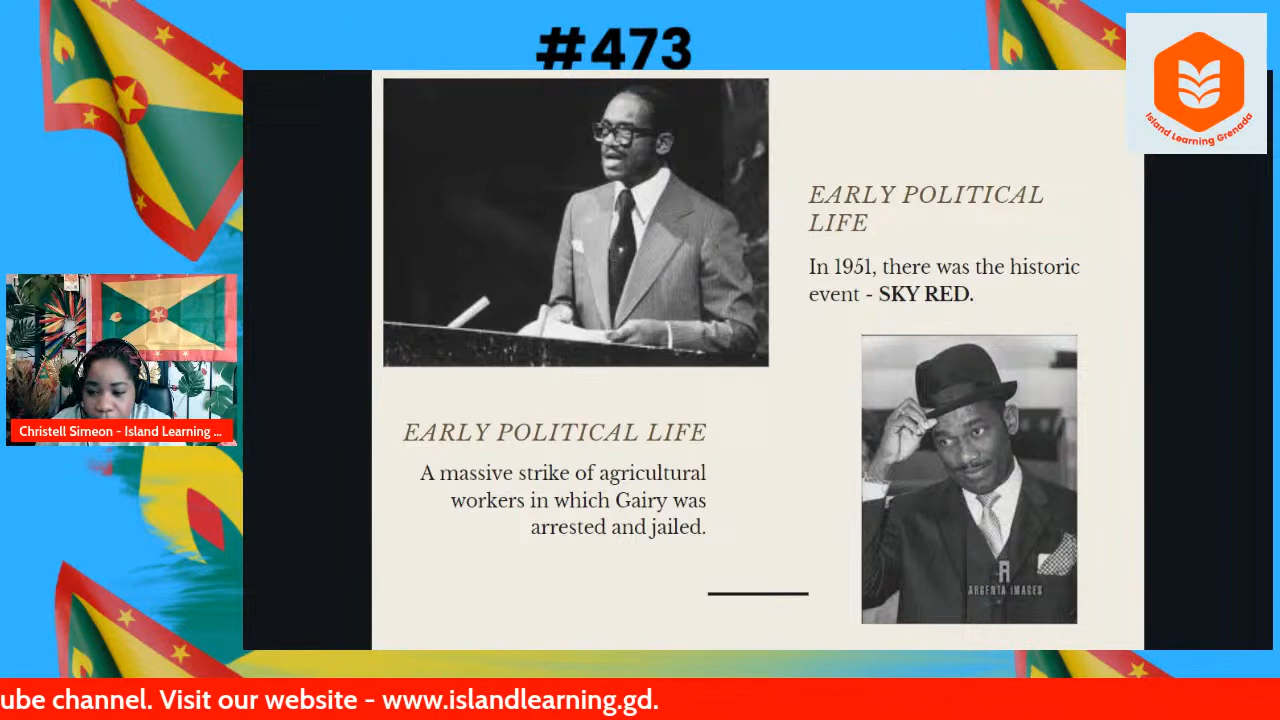 #473
Island Learning Grenada
EARLY POLITICAL
LIFE
In 1951, there was the historic
event - SKY RED.
EARLY POLITICAL LIFE
A massive strike of agricultural
workers in which Gairy was
arrested and jailed.
A
ARGENTA IMAGES
Christell Simeon - Island Learning ...
ube channel. Visit our website - www.islandlearning.gd.